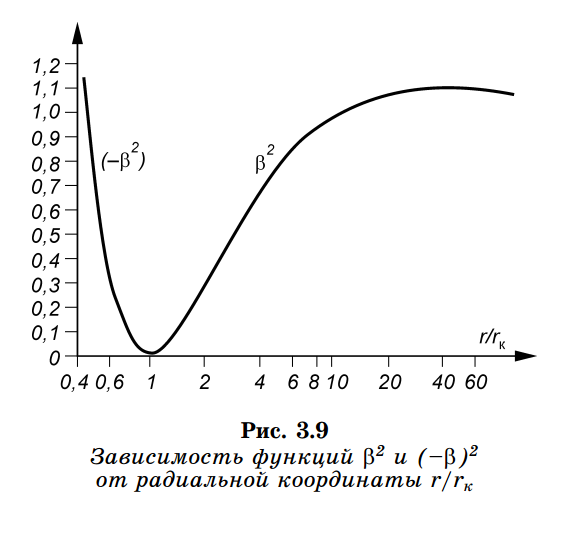 1,2
1,1
1,0
0,9
0,8
0,7
0,6
0,5
0,4
0,3
0,2
0,1
0
(–β²)
β²
r/rк
0,4 0,6 1 2 4 6 8 10 20 40 60
Рис. 3.9
Зависимость функций β² и (–β)²
от радиальной координаты r/rк